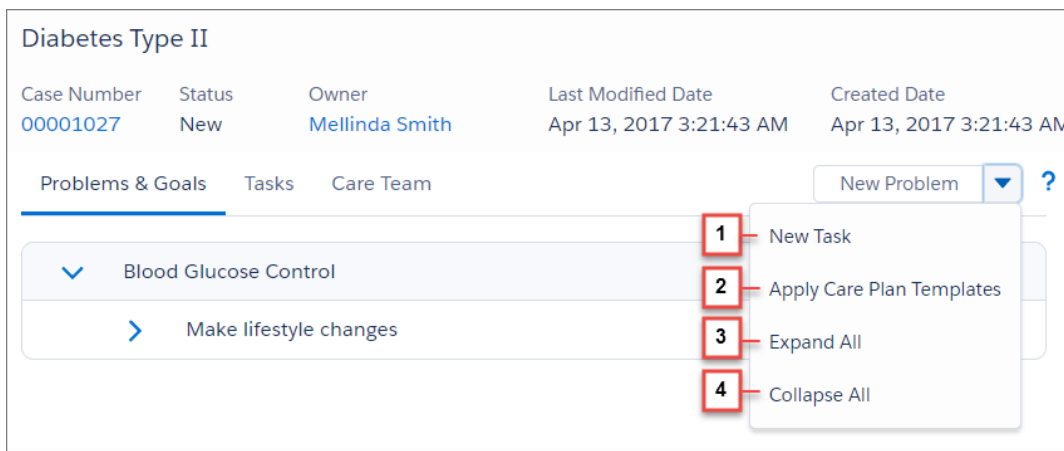 Diabetes Type II
Case Number Status Owner Last Modified Date Created Date
00001027 New Mellinda Smith Apr 13, 2017 3:21:43 AM Apr 13, 2017 3:21:43 AM
Problems & Goals Tasks Care Team New Problem ?
1 New Task
Blood Glucose Control
2 Apply Care Plan Templates
Make lifestyle changes
3 Expand All
4 Collapse All